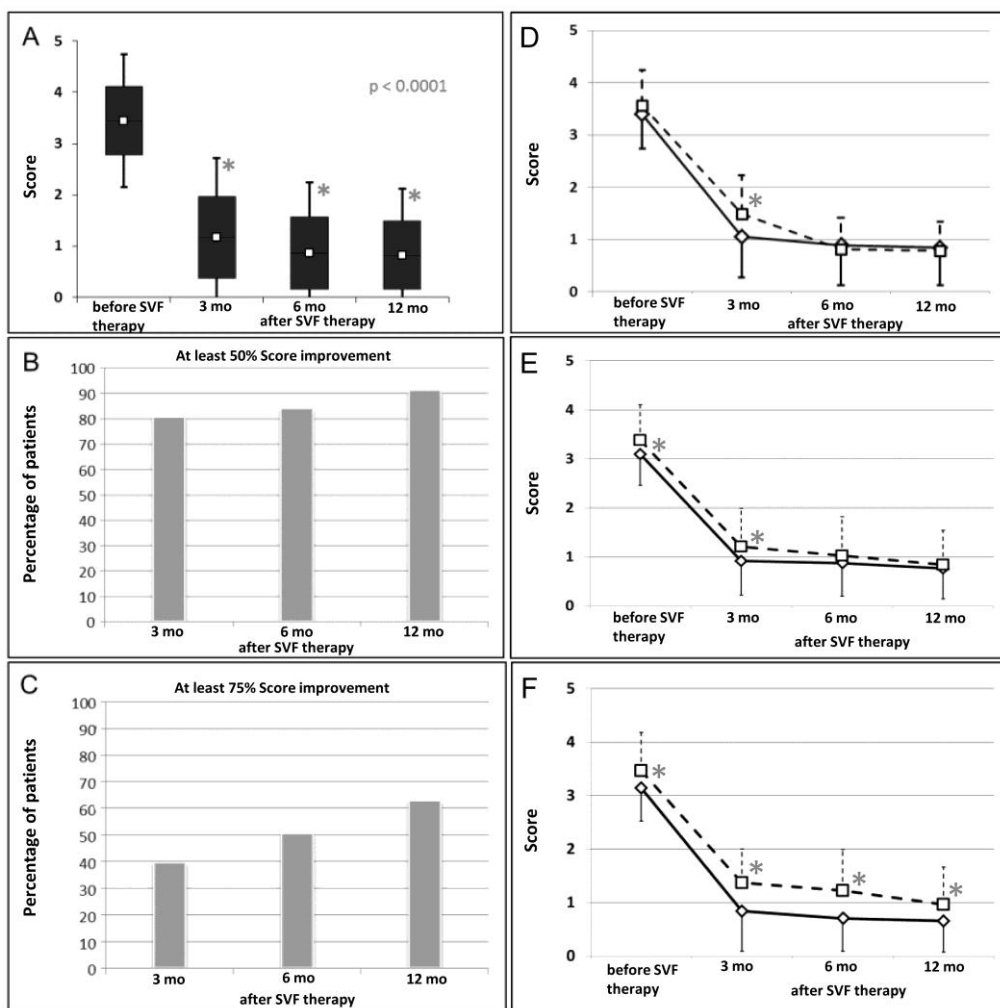 A
5
4
3
2
1
0
Score
p < 0.0001
*
*
*
before SVF
therapy
3 mo
6 mo
12 mo
after SVF therapy
B
At least 50% Score improvement
100
90
80
70
60
50
40
30
20
10
0
Percentage of patients
3 mo
6 mo
12 mo
after SVF therapy
C
At least 75% Score improvement
100
90
80
70
60
50
40
30
20
10
0
Percentage of patients
3 mo
6 mo
12 mo
after SVF therapy
D
5
4
3
2
1
0
Score
*
before SVF
therapy
3 mo
6 mo
12 mo
after SVF therapy
E
5
4
3
2
1
0
Score
*
*
before SVF
therapy
3 mo
6 mo
12 mo
after SVF therapy
F
5
4
3
2
1
0
Score
*
*
*
*
before SVF
therapy
3 mo
6 mo
12 mo
after SVF therapy